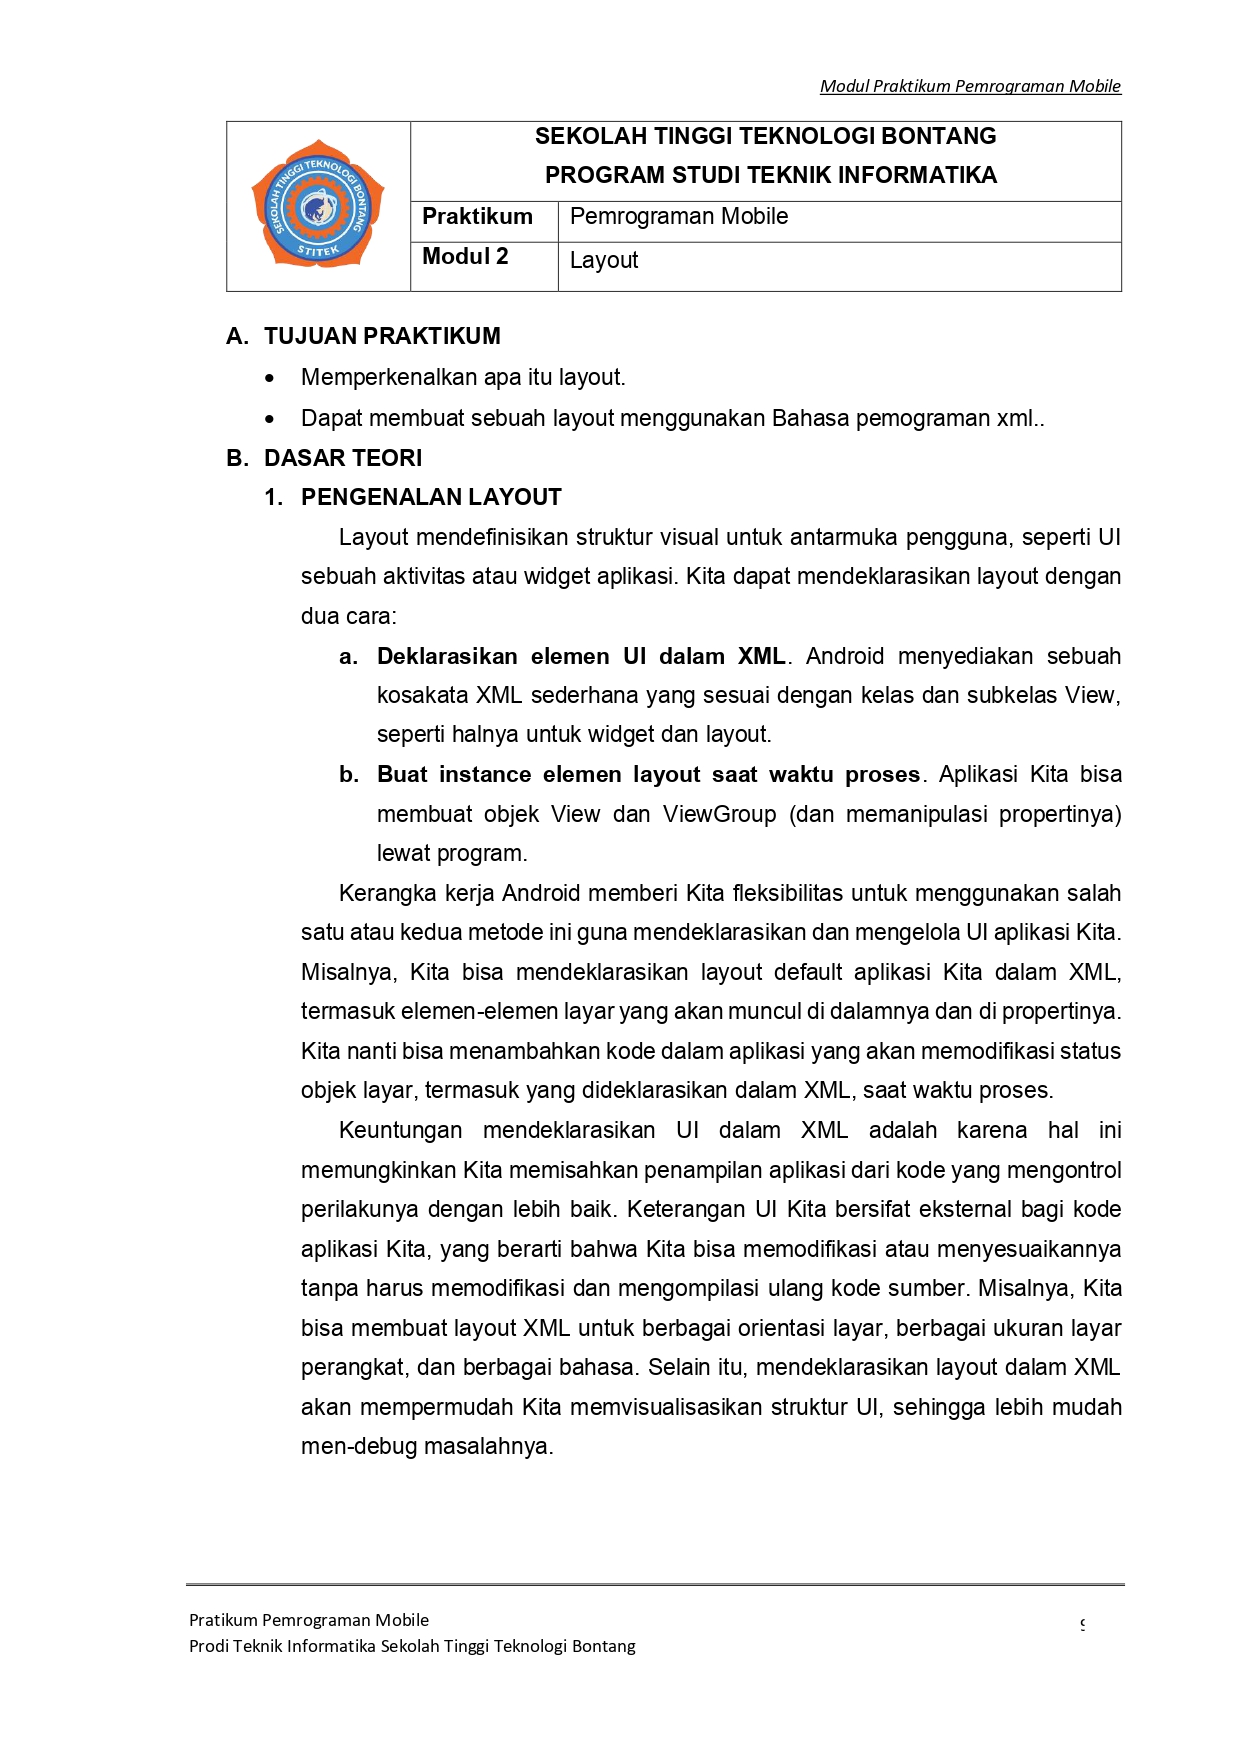 Modul Praktikum Pemrograman Mobile
SEKOLAH TINGGI TEKNOLOGI BONTANG
STITEK
SEKOLAH TINGGI TEKNOLOGI BONTANG
PROGRAM STUDI TEKNIK INFORMATIKA
Praktikum Pemrograman Mobile
Modul 2 Layout
A. TUJUAN PRAKTIKUM
• Memperkenalkan apa itu layout.
• Dapat membuat sebuah layout menggunakan Bahasa pemograman xml..
B. DASAR TEORI
1. PENGENALAN LAYOUT
Layout mendefinisikan struktur visual untuk antarmuka pengguna, seperti UI
sebuah aktivitas atau widget aplikasi. Kita dapat mendeklarasikan layout dengan
dua cara:
a. Deklarasikan elemen UI dalam XML. Android menyediakan sebuah
kosakata XML sederhana yang sesuai dengan kelas dan subkelas View,
seperti halnya untuk widget dan layout.
b. Buat instance elemen layout saat waktu proses. Aplikasi Kita bisa
membuat objek View dan ViewGroup (dan memanipulasi propertinya)
lewat program.
Kerangka kerja Android memberi Kita fleksibilitas untuk menggunakan salah
satu atau kedua metode ini guna mendeklarasikan dan mengelola UI aplikasi Kita.
Misalnya, Kita bisa mendeklarasikan layout default aplikasi Kita dalam XML,
termasuk elemen-elemen layar yang akan muncul di dalamnya dan di propertinya.
Kita nanti bisa menambahkan kode dalam aplikasi yang akan memodifikasi status
objek layar, termasuk yang dideklarasikan dalam XML, saat waktu proses.
Keuntungan mendeklarasikan UI dalam XML adalah karena hal ini
memungkinkan Kita memisahkan penampilan aplikasi dari kode yang mengontrol
perilakunya dengan lebih baik. Keterangan UI Kita bersifat eksternal bagi kode
aplikasi Kita, yang berarti bahwa Kita bisa memodifikasi atau menyesuaikannya
tanpa harus memodifikasi dan mengompilasi ulang kode sumber. Misalnya, Kita
bisa membuat layout XML untuk berbagai orientasi layar, berbagai ukuran layar
perangkat, dan berbagai bahasa. Selain itu, mendeklarasikan layout dalam XML
akan mempermudah Kita memvisualisasikan struktur UI, sehingga lebih mudah
men-debug masalahnya.
Pratikum Pemrograman Mobile
Prodi Teknik Informatika Sekolah Tinggi Teknologi Bontang